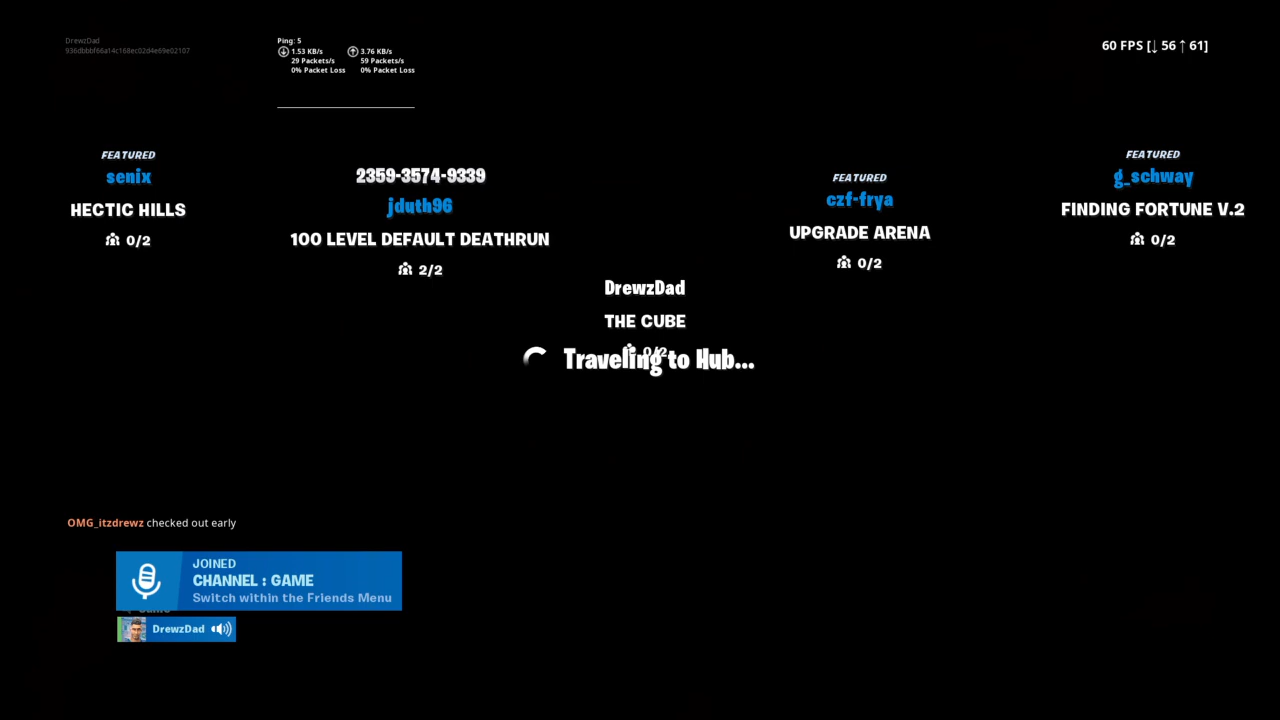 DrewzDad
936dbbbf66a14c168ec02d4e69e02107
Ping: 5
1.53 KB/s 3.76 KB/s
29 Packets/s 59 Packets/s
0% Packet Loss 0% Packet Loss
60 FPS [↓ 56 ↑ 61]
FEATURED
senix
HECTIC HILLS
0/2
2359-3574-9339
jduth96
100 LEVEL DEFAULT DEATHRUN
2/2
FEATURED
czf-frya
UPGRADE ARENA
0/2
FEATURED
g_schway
FINDING FORTUNE V.2
0/2
DrewzDad
THE CUBE
0/2
Traveling to Hub...
OMG_itzdrewz checked out early
JOINED
CHANNEL : GAME
Switch within the Friends Menu
DrewzDad